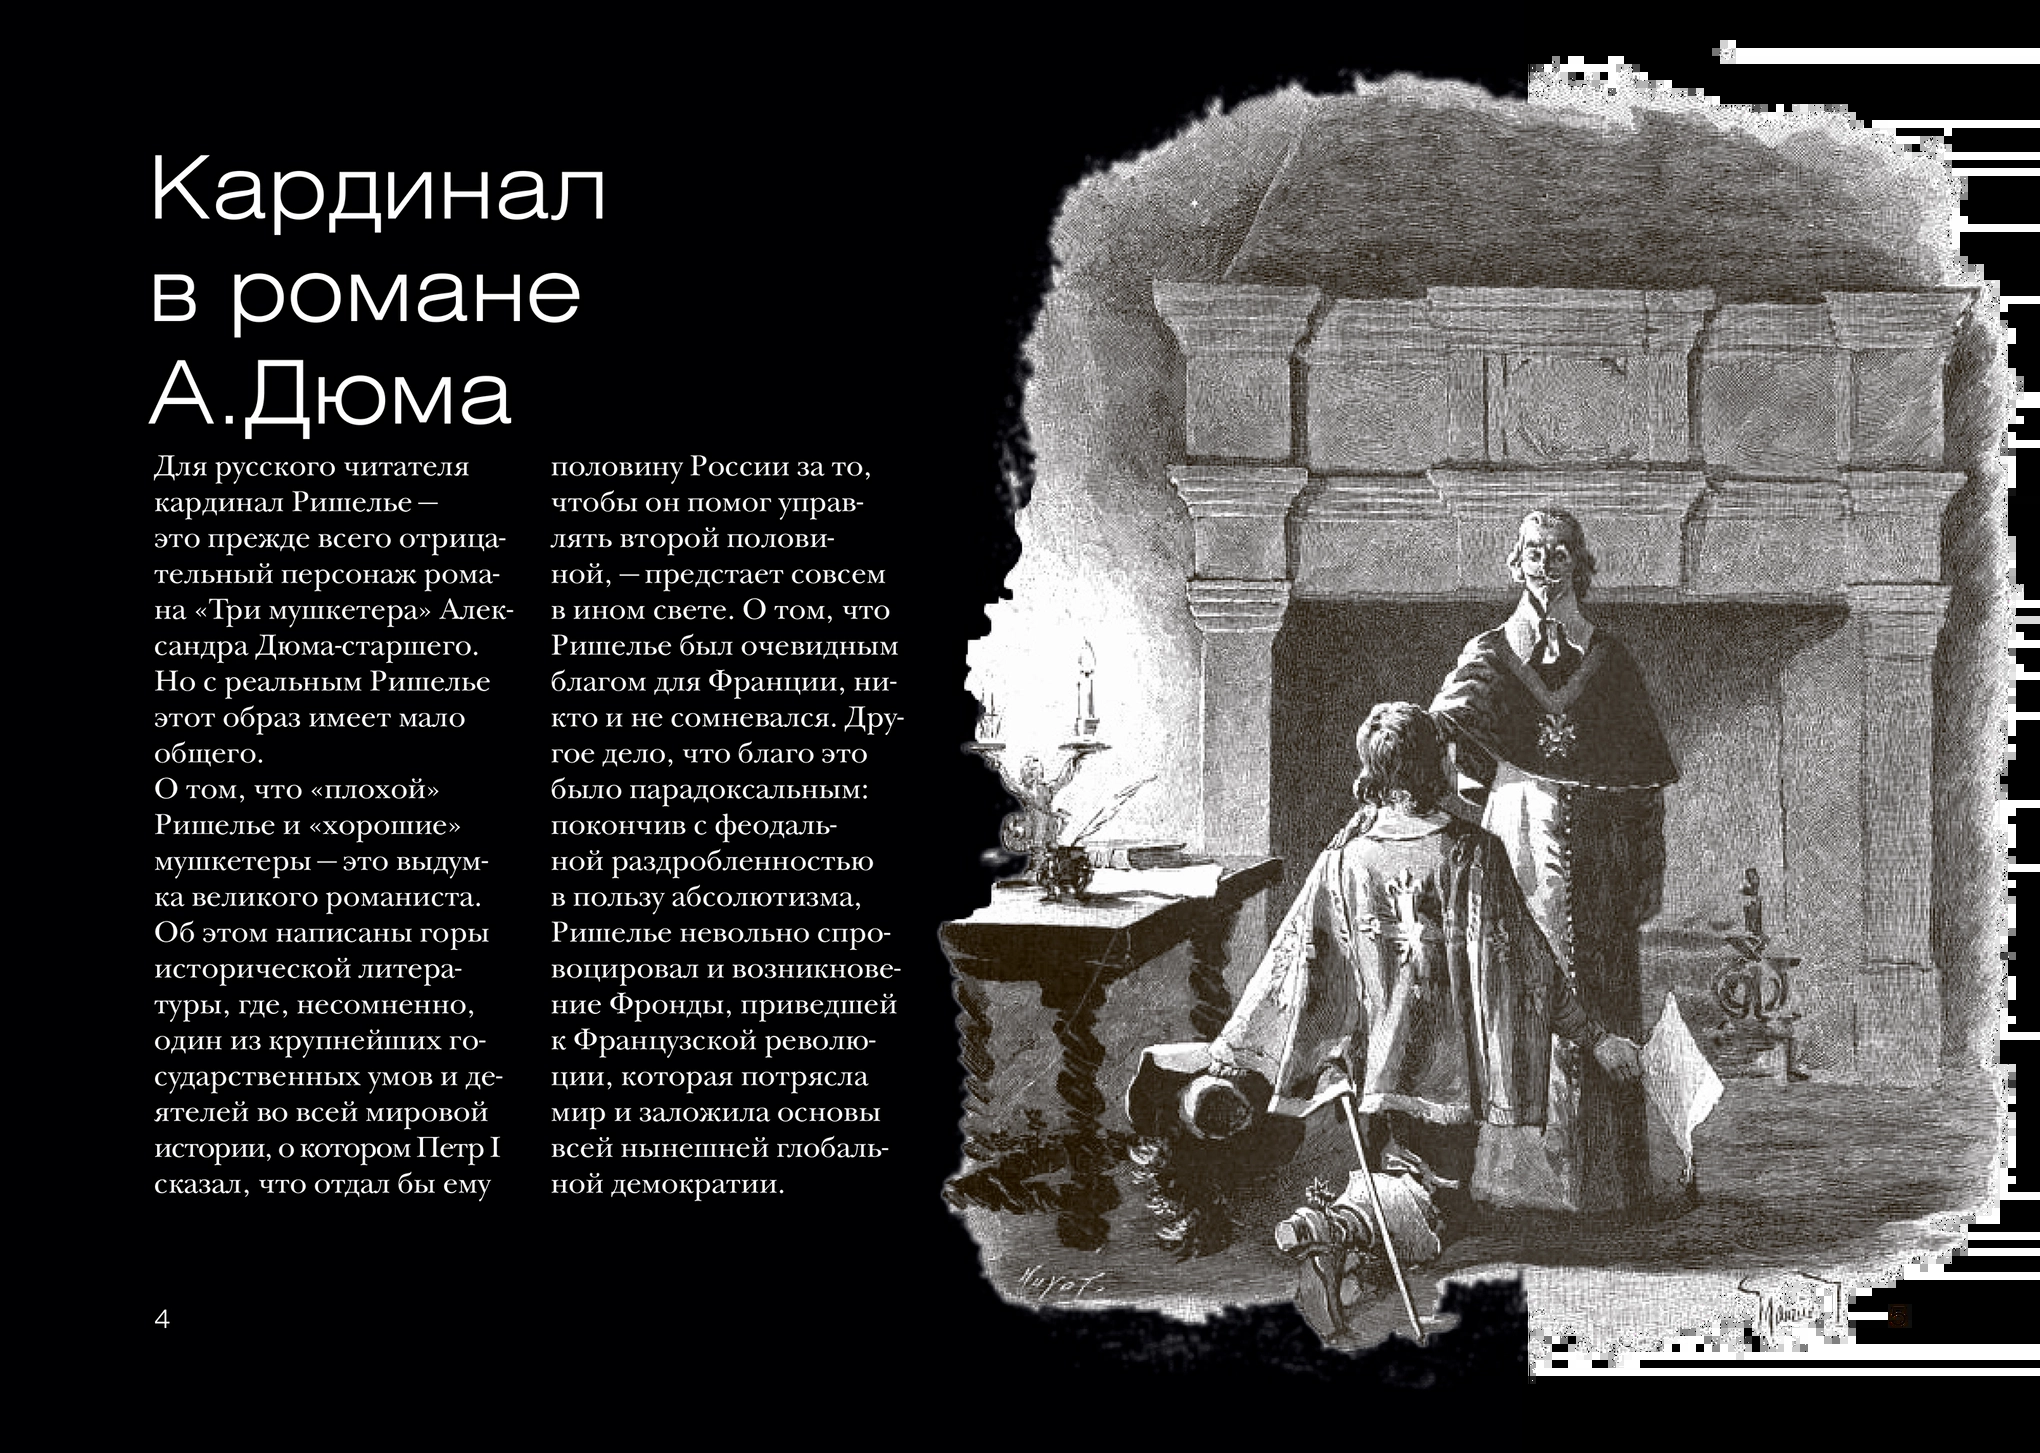 Кардинал
в романе
А.Дюма
Для русского читателя
кардинал Ришелье —
это прежде всего отрица-
тельный персонаж рома-
на «Три мушкетера» Алек-
сандра Дюма-старшего.
Но с реальным Ришелье
этот образ имеет мало
общего.
О том, что «плохой»
Ришелье и «хорошие»
мушкетеры — это выдум-
ка великого романиста.
Об этом написаны горы
исторической литера-
туры, где, несомненно,
один из крупнейших го-
сударственных умов и де-
ятелей во всей мировой
истории, о котором Петр I
сказал, что отдал бы ему
половину России за то,
чтобы он помог управ-
лять второй полови-
ной, — предстает совсем
в ином свете. О том, что
Ришелье был очевидным
благом для Франции, ни-
кто и не сомневался. Дру-
гое дело, что благо это
было парадоксальным:
покончив с феодаль-
ной раздробленностью
в пользу абсолютизма,
Ришелье невольно спро-
воцировал и возникнове-
ние Фронды, приведшей
к Французской револю-
ции, которая потрясла
мир и заложила основы
всей нынешней глобаль-
ной демократии.
4